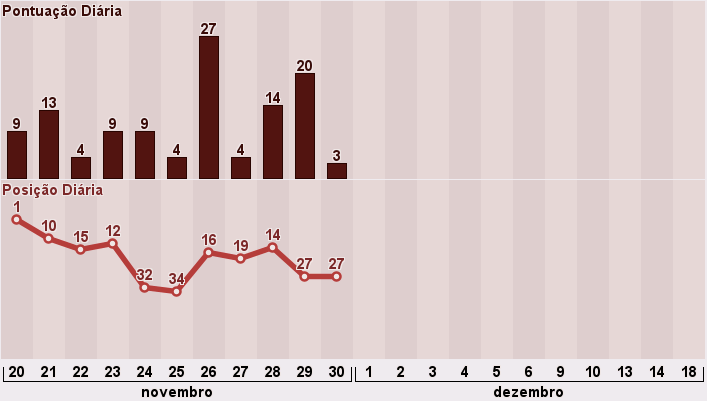 Pontuação Diária
9 13 4 9 9 4 27 4 14 20 3
Posição Diária
1 10 15 12 32 34 16 19 14 27 27
20 21 22 23 24 25 26 27 28 29 30 1 2 3 4 5 6 9 10 13 14 18
novembro dezembro